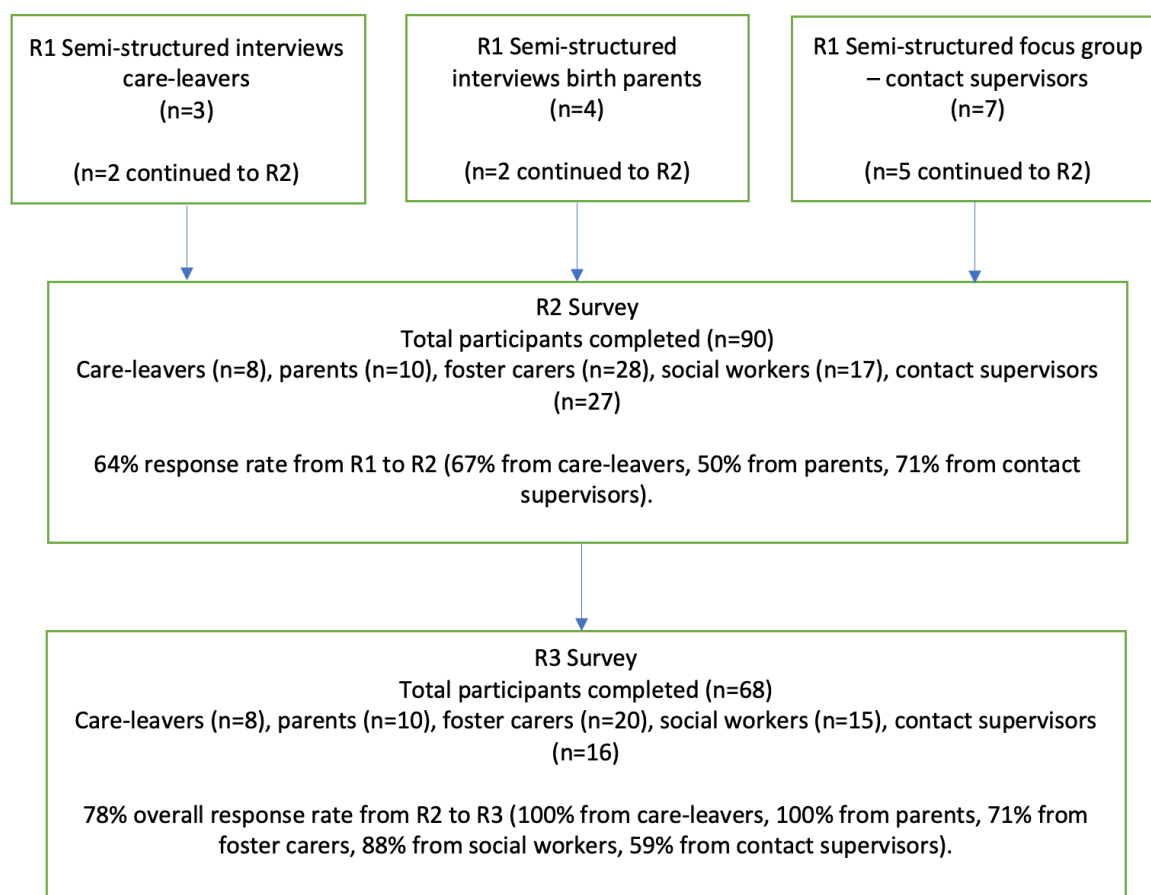 R1 Semi-structured interviews
care-leavers
(n=3)
(n=2 continued to R2)
R1 Semi-structured
interviews birth parents
(n=4)
(n=2 continued to R2)
R1 Semi-structured focus group
– contact supervisors
(n=7)
(n=5 continued to R2)
R2 Survey
Total participants completed (n=90)
Care-leavers (n=8), parents (n=10), foster carers (n=28), social workers (n=17), contact supervisors
(n=27)
64% response rate from R1 to R2 (67% from care-leavers, 50% from parents, 71% from contact
supervisors).
R3 Survey
Total participants completed (n=68)
Care-leavers (n=8), parents (n=10), foster carers (n=20), social workers (n=15), contact supervisors
(n=16)
78% overall response rate from R2 to R3 (100% from care-leavers, 100% from parents, 71% from
foster carers, 88% from social workers, 59% from contact supervisors).